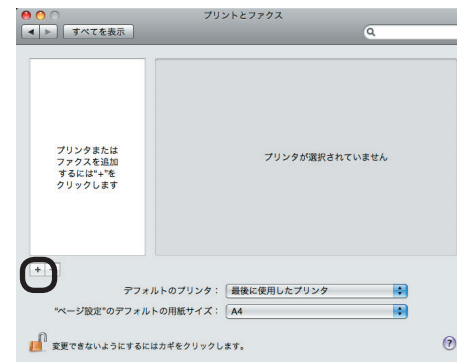 プリントとファクス
すべてを表示
プリンタまたは
ファクスを追加
するには“+”を
クリックします
プリンタが選択されていません
+
デフォルトのプリンタ： 最後に使用したプリンタ
“ページ設定”のデフォルトの用紙サイズ： A4
変更できないようにするにはカギをクリックします。
?